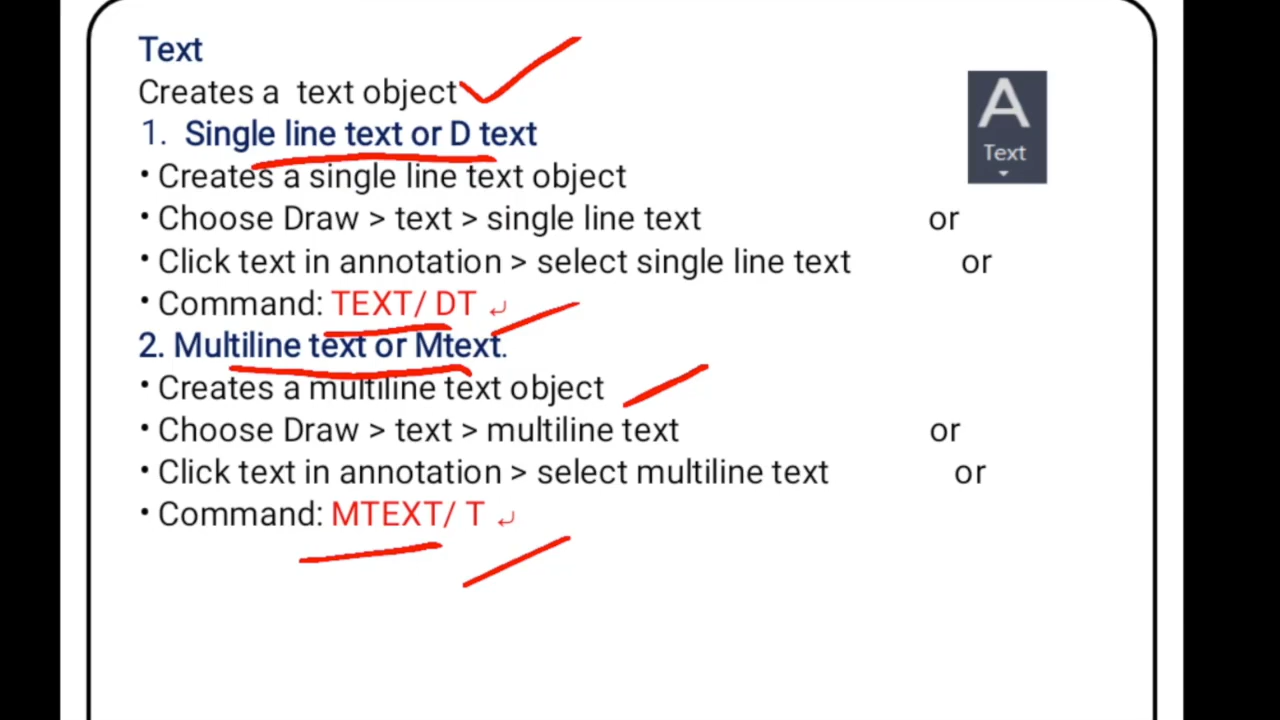 Text
Creates a text object
A
Text
1. Single line text or D text
• Creates a single line text object
• Choose Draw > text > single line text or
• Click text in annotation > select single line text or
• Command: TEXT/ DT ↲
2. Multiline text or Mtext.
• Creates a multiline text object
• Choose Draw > text > multiline text or
• Click text in annotation > select multiline text or
• Command: MTEXT/ T ↲